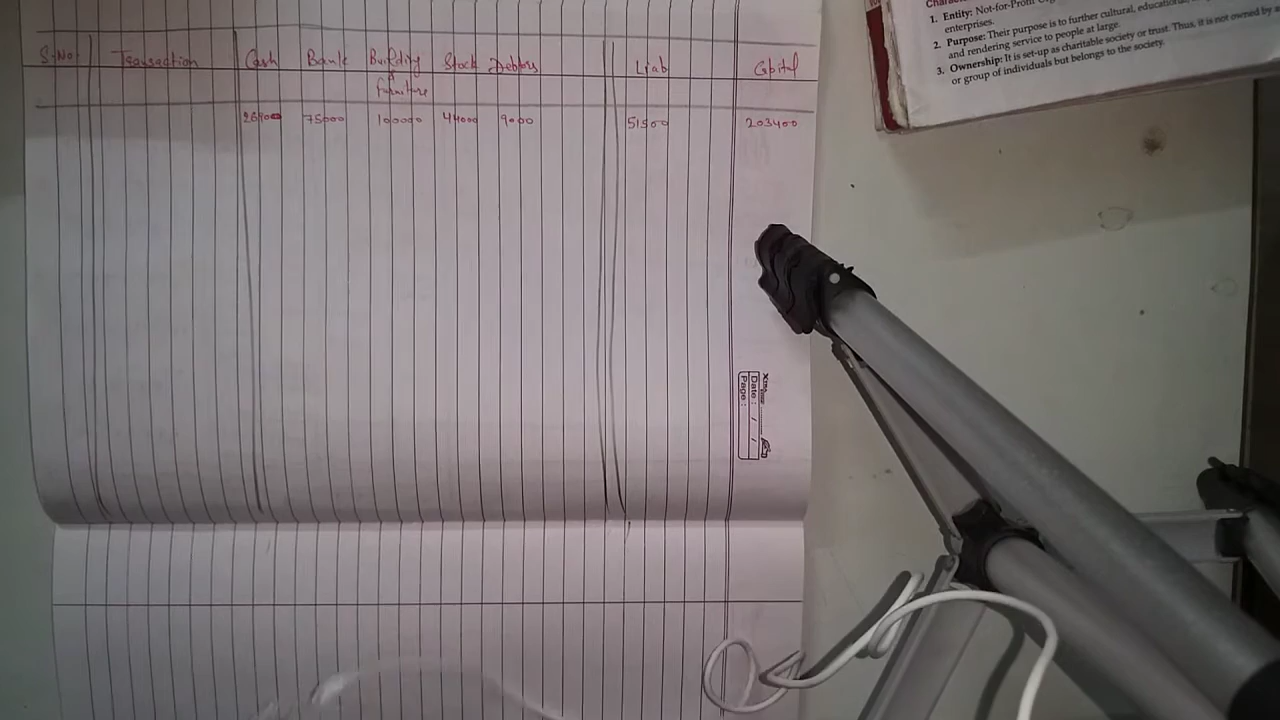 S.No. Transaction Cash Bank Building & furniture Stock Debtors Liab Capital
26900 75000 100000 44000 9000 51500 203400
Date: / /
Page:
1. Entity: Not-for-Profit
enterprises.
2. Purpose: Their purpose is to further cultural, educational,
and rendering service to people at large.
3. Ownership: It is set-up as charitable society or trust. Thus, it is not owned by
or group of individuals but belongs to the society.